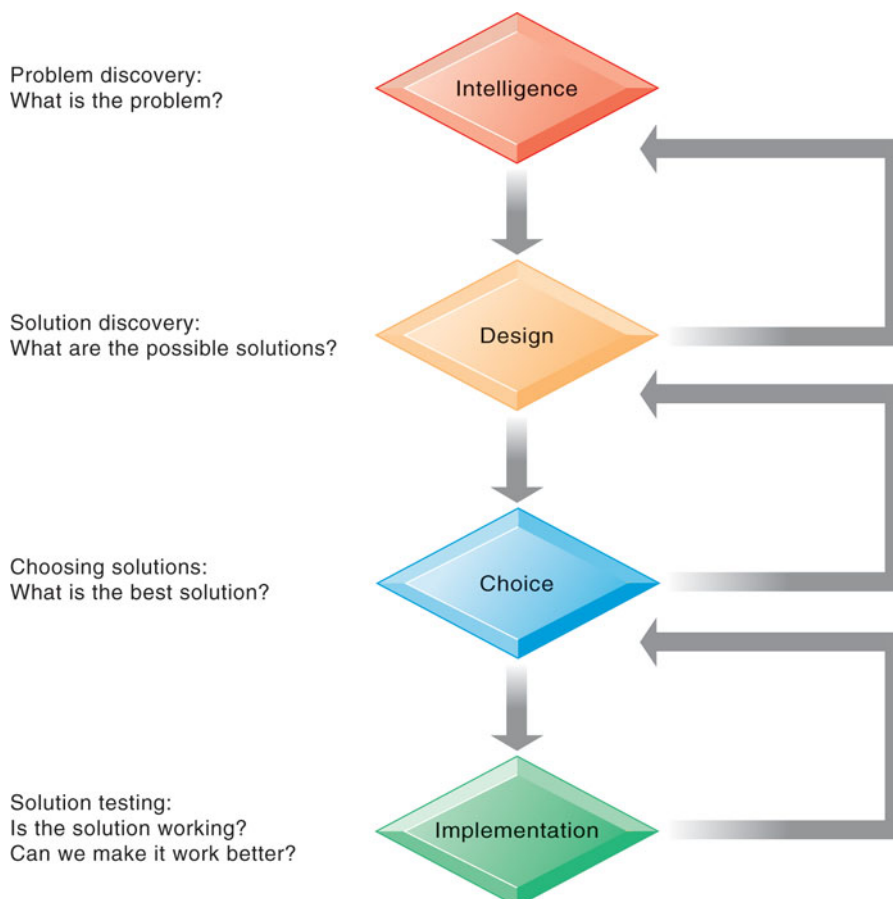 Problem discovery:
What is the problem?
Intelligence
Solution discovery:
What are the possible solutions?
Design
Choosing solutions:
What is the best solution?
Choice
Solution testing:
Is the solution working?
Can we make it work better?
Implementation